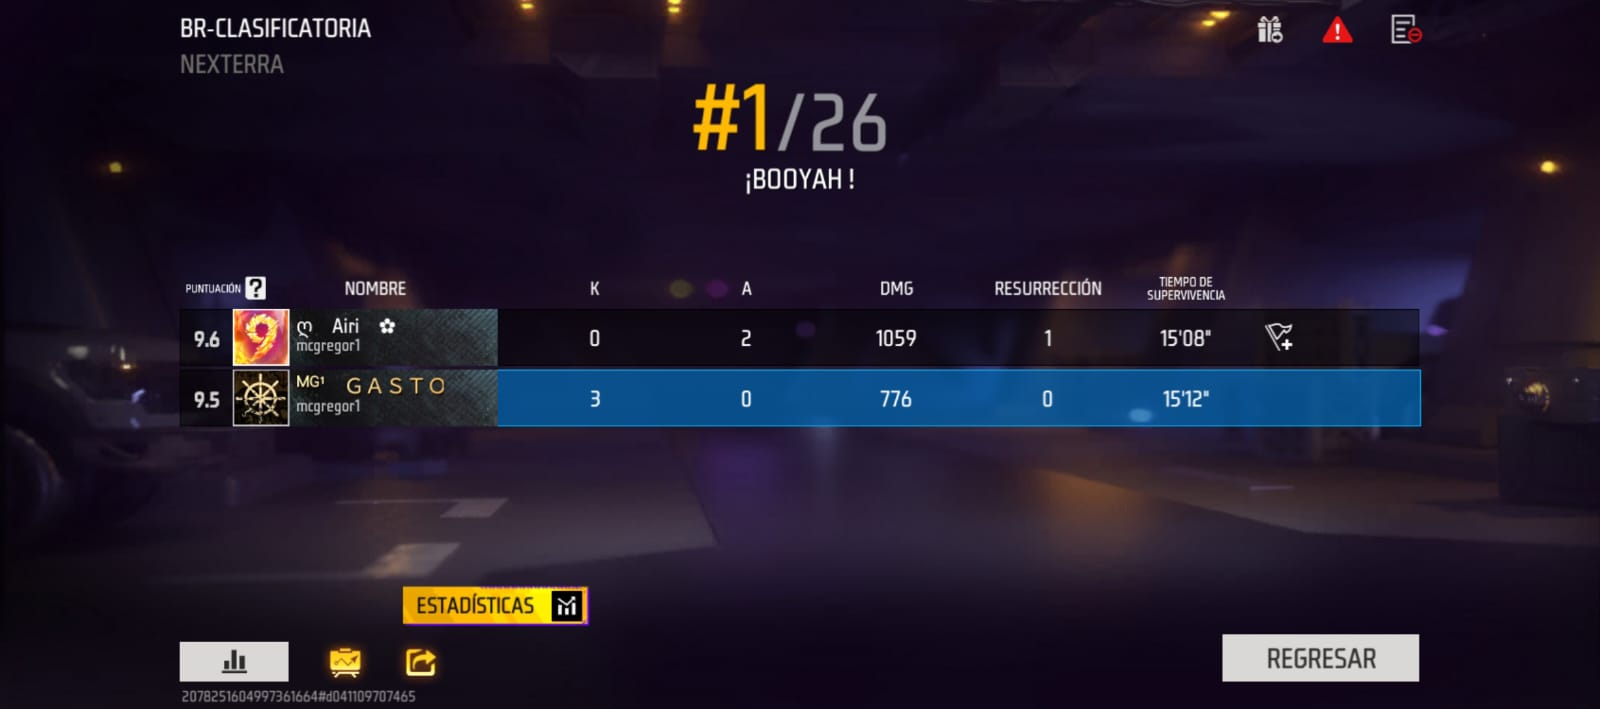 BR-CLASIFICATORIA
NEXTERRA
#1/26
¡BOOYAH !
PUNTUACIÓN ? NOMBRE K A DMG RESURRECCIÓN TIEMPO DE SUPERVIVENCIA
9.6 ღ Airi ✿ 0 2 1059 1 15'08"
mcgregor1
9.5 MG¹ GASTO 3 0 776 0 15'12"
mcgregor1
ESTADÍSTICAS
REGRESAR
2078251604997361664#d041109707465